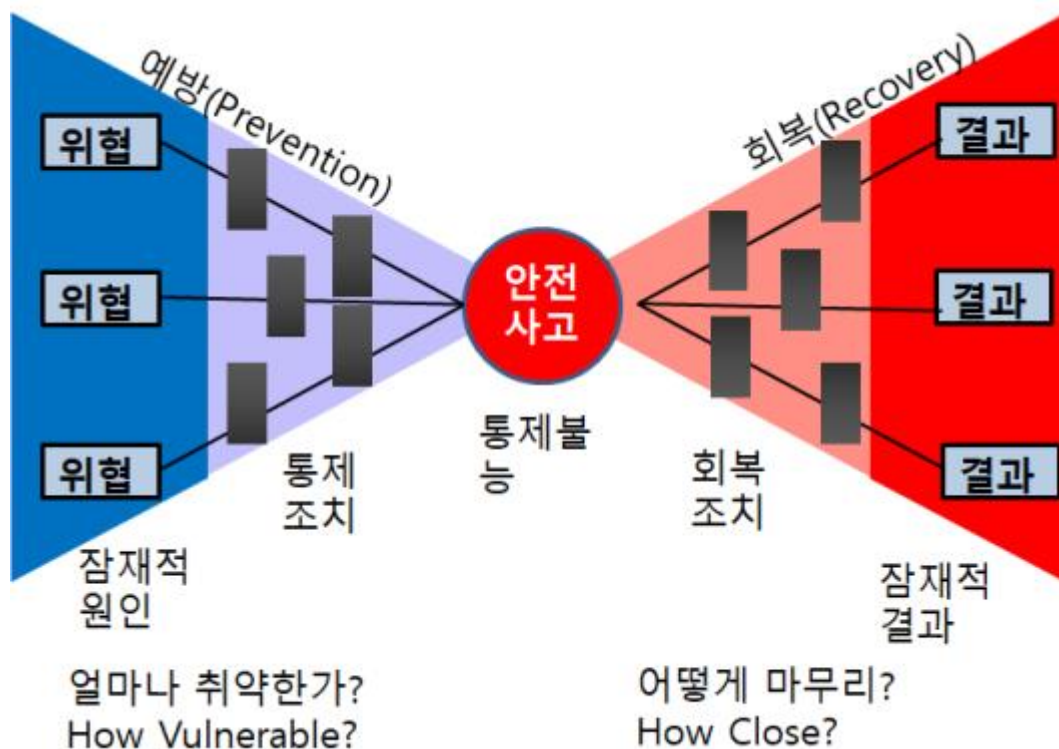 예방(Prevention)
회복(Recovery)
위협
결과
안전
사고
위협
결과
통제불
능
위협
통제
조치
회복
조치
결과
잠재적
원인
잠재적
결과
얼마나 취약한가?
How Vulnerable?
어떻게 마무리?
How Close?